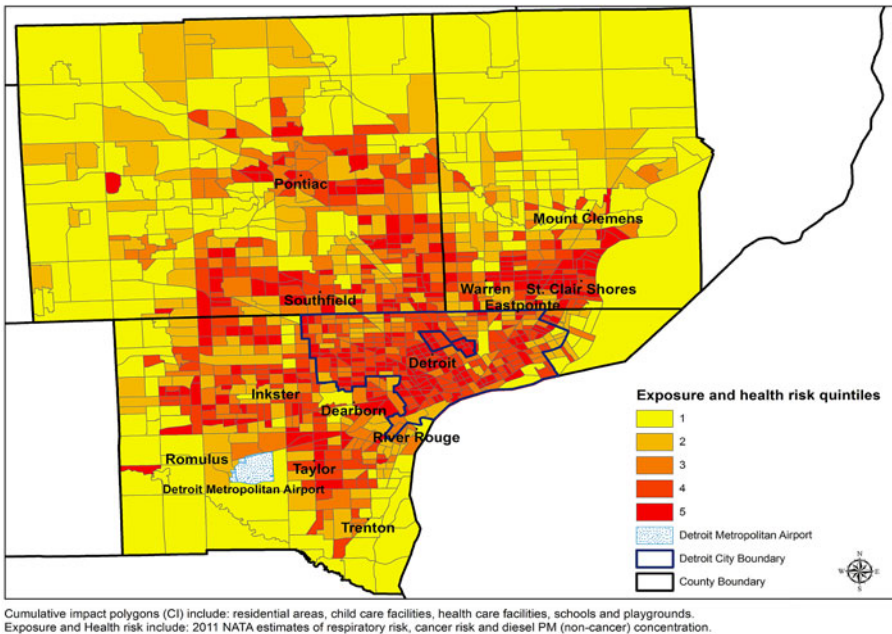 Pontiac
Mount Clemens
Southfield
Warren
St. Clair Shores
Eastpointe
Detroit
Inkster
Dearborn
River Rouge
Romulus
Taylor
Detroit Metropolitan Airport
Trenton
Exposure and health risk quintiles
1
2
3
4
5
Detroit Metropolitan Airport
Detroit City Boundary
County Boundary
N
W
E
S
Cumulative impact polygons (CI) include: residential areas, child care facilities, health care facilities, schools and playgrounds.
Exposure and Health risk include: 2011 NATA estimates of respiratory risk, cancer risk and diesel PM (non-cancer) concentration.